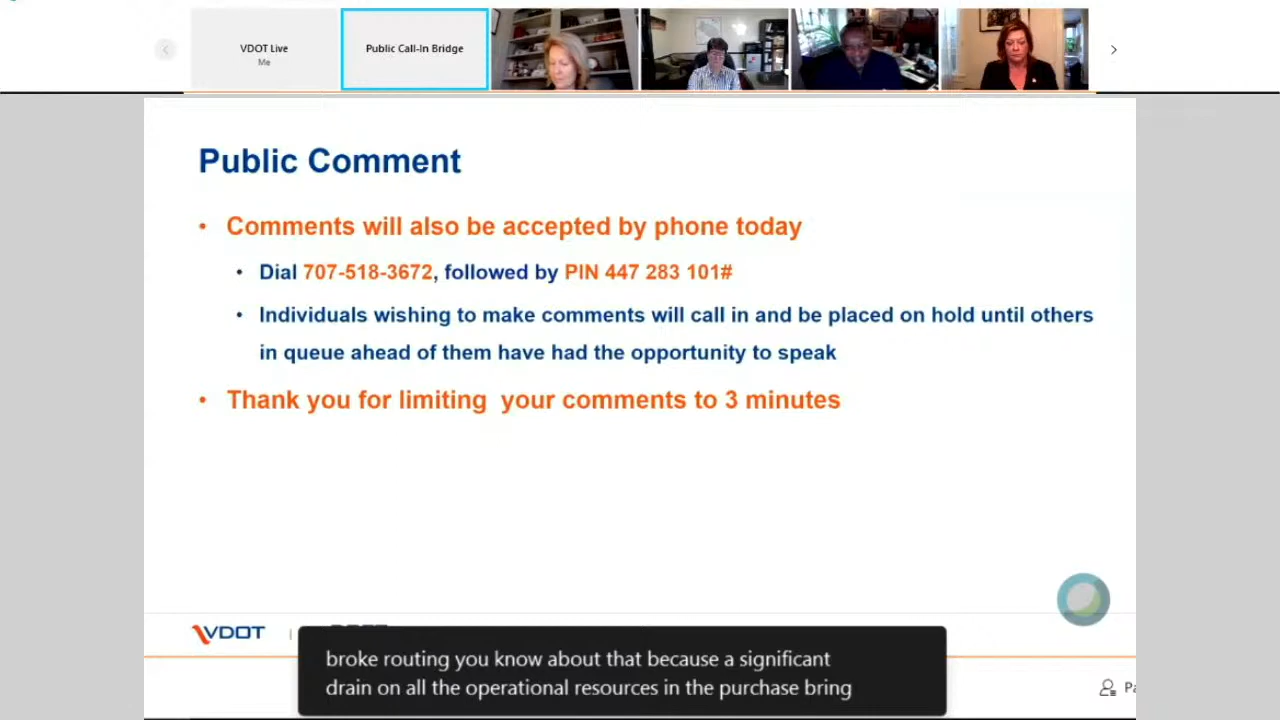 VDOT Live
Me
Public Call-In Bridge
Public Comment
• Comments will also be accepted by phone today
• Dial 707-518-3672, followed by PIN 447 283 101#
• Individuals wishing to make comments will call in and be placed on hold until others
in queue ahead of them have had the opportunity to speak
• Thank you for limiting your comments to 3 minutes
VDOT
broke routing you know about that because a significant
drain on all the operational resources in the purchase bring